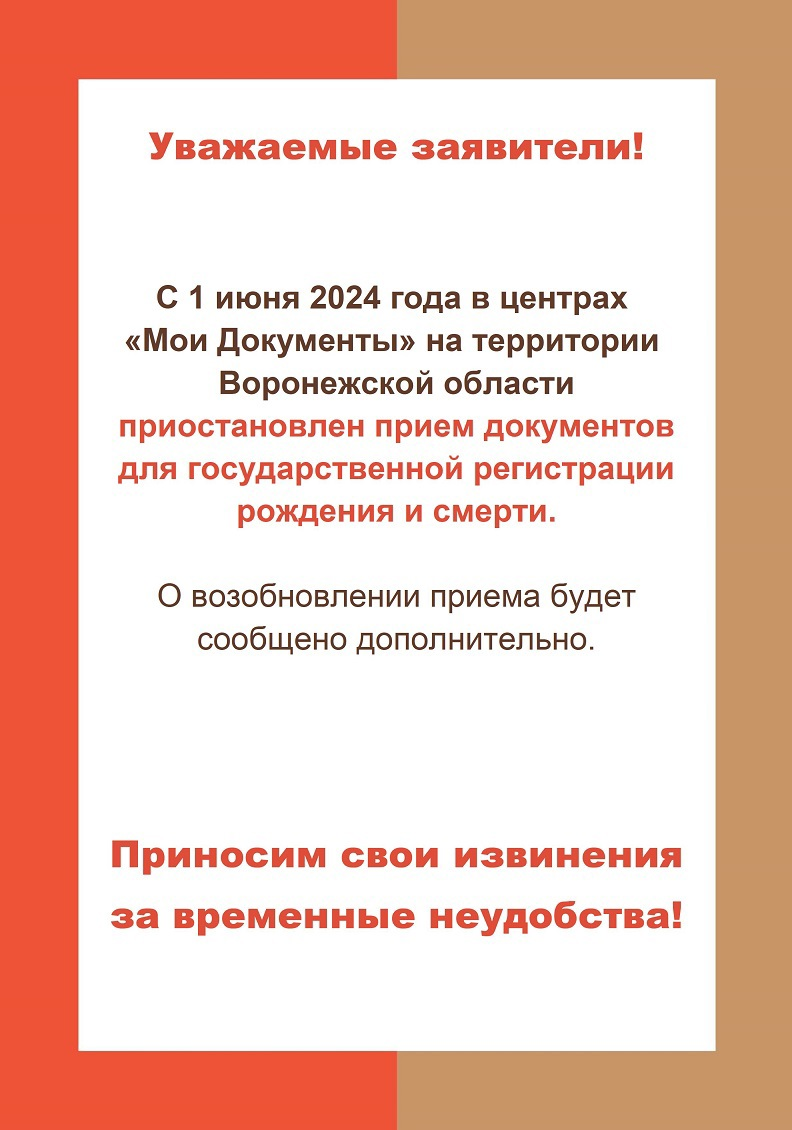 Уважаемые заявители!
С 1 июня 2024 года в центрах
«Мои Документы» на территории
Воронежской области
приостановлен прием документов
для государственной регистрации
рождения и смерти.
О возобновлении приема будет
сообщено дополнительно.
Приносим свои извинения
за временные неудобства!